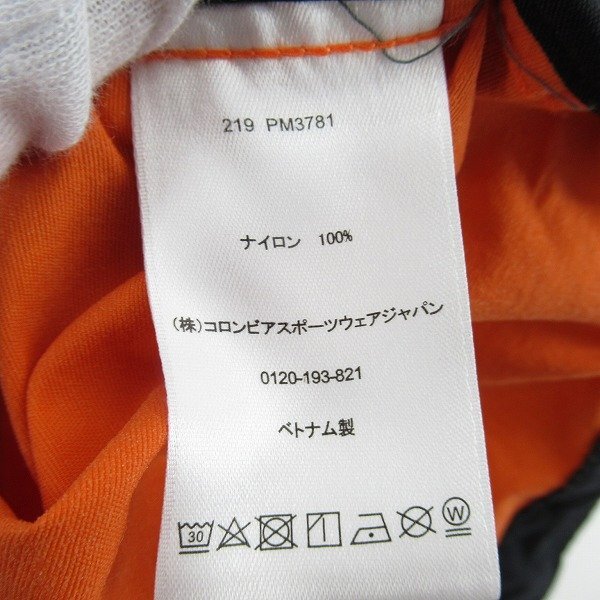 219 PM3781
ナイロン 100%
(株)コロンビアスポーツウェアジャパン
0120-193-821
ベトナム製
30
W